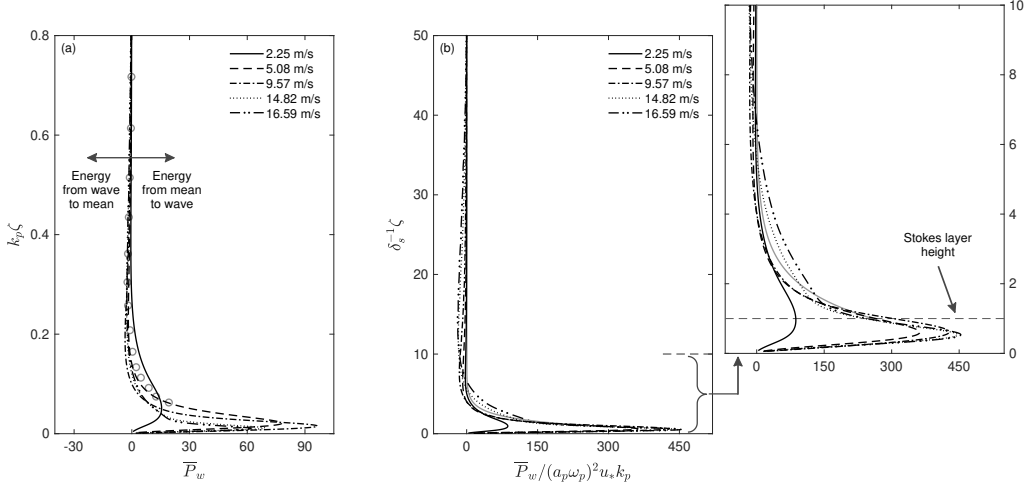 (a)
2.25 m/s
5.08 m/s
9.57 m/s
14.82 m/s
16.59 m/s
Energy
from wave
to mean
Energy
from mean
to wave
0.8
0.6
0.4
0.2
0
-30
0
30
60
90
k_pζ
P̅_w
(b)
2.25 m/s
5.08 m/s
9.57 m/s
14.82 m/s
16.59 m/s
50
40
30
20
10
0
0
150
300
450
δ_s^{-1}ζ
P̅_w/(a_pω_p)^2u_*k_p
10
8
6
4
2
0
Stokes layer
height
0
150
300
450